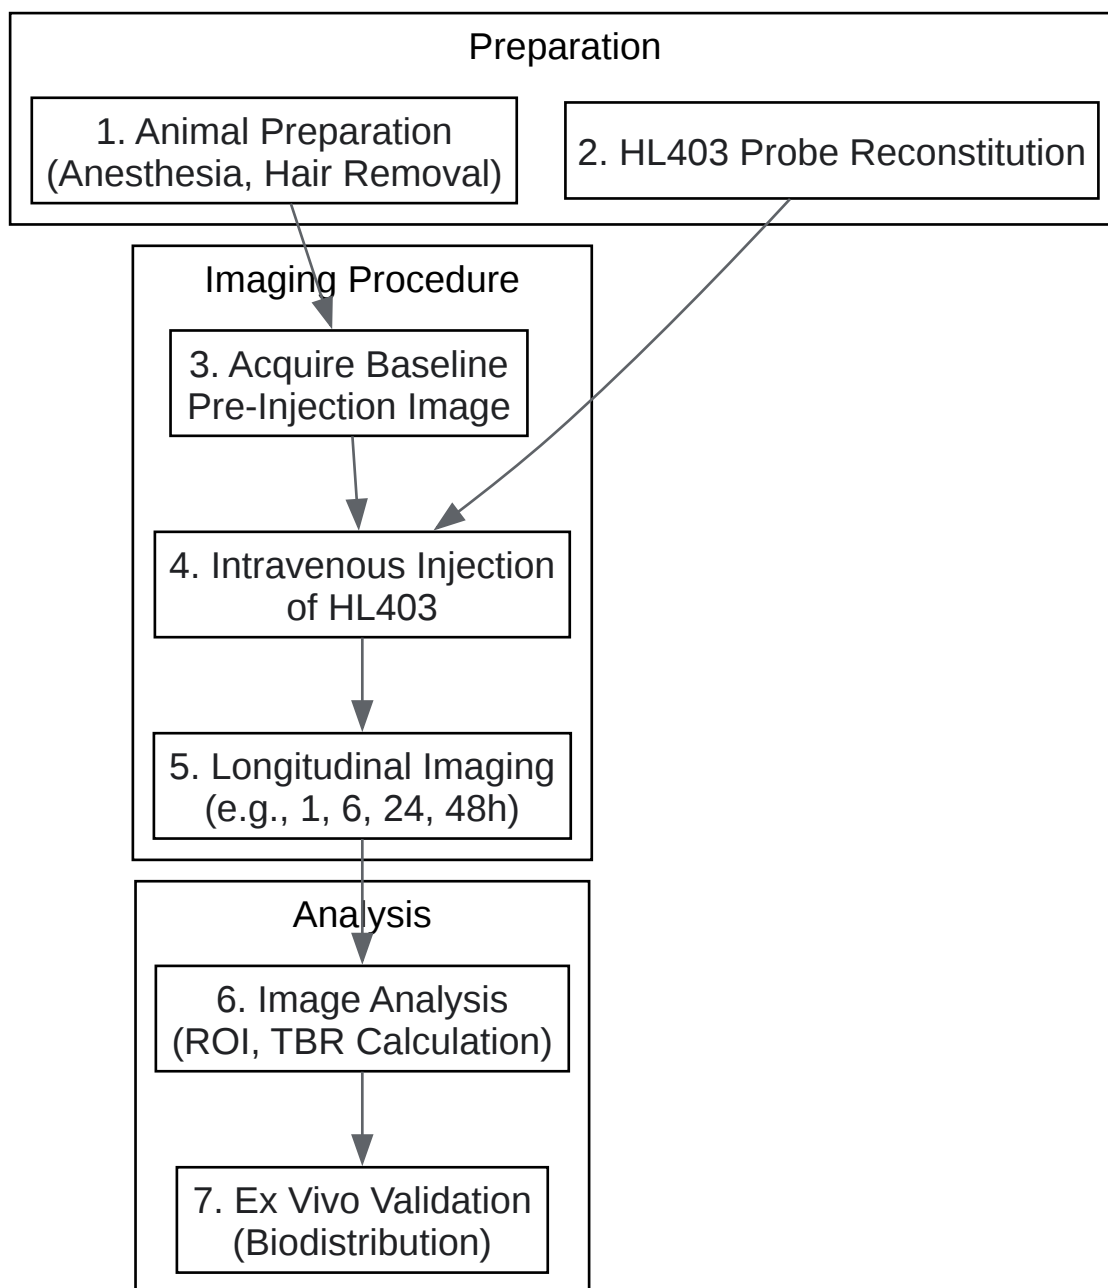 Preparation
1. Animal Preparation
(Anesthesia, Hair Removal)
2. HL403 Probe Reconstitution
Imaging Procedure
3. Acquire Baseline
Pre-Injection Image
4. Intravenous Injection
of HL403
5. Longitudinal Imaging
(e.g., 1, 6, 24, 48h)
Analysis
6. Image Analysis
(ROI, TBR Calculation)
7. Ex Vivo Validation
(Biodistribution)